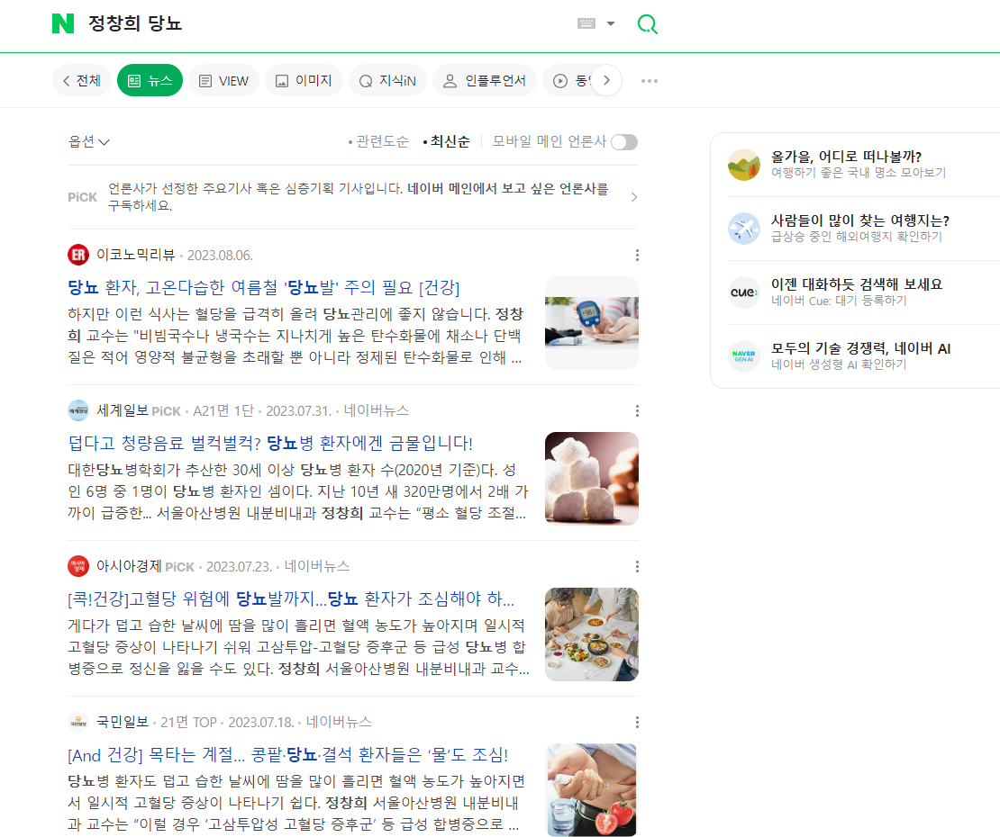 N 정창희 당뇨
전체 뉴스 VIEW 이미지 지식iN 인플루언서
옵션 • 관련도순 • 최신순 모바일 메인 언론사
PiCK 언론사가 선정한 주요기사 혹은 심층기획 기사입니다. 네이버 메인에서 보고 싶은 언론사를
구독하세요.
ER 이코노믹리뷰 · 2023.08.06.
당뇨 환자, 고온다습한 여름철 '당뇨발' 주의 필요 [건강]
하지만 이런 식사는 혈당을 급격히 올려 당뇨관리에 좋지 않습니다. 정창
희 교수는 "비빔국수나 냉국수는 지나치게 높은 탄수화물에 채소나 단백
질은 적어 영양적 불균형을 초래할 뿐 아니라 정제된 탄수화물로 인해 ...
세계일보 PiCK · A21면 1단 · 2023.07.31. · 네이버뉴스
덥다고 청량음료 벌컥벌컥? 당뇨병 환자에겐 금물입니다!
대한당뇨병학회가 추산한 30세 이상 당뇨병 환자 수(2020년 기준)다. 성
인 6명 중 1명이 당뇨병 환자인 셈이다. 지난 10년 새 320만명에서 2배 가
까이 급증한... 서울아산병원 내분비내과 정창희 교수는 “평소 혈당 조절...
아시아경제 PiCK · 2023.07.23. · 네이버뉴스
[콕!건강]고혈당 위험에 당뇨발까지...당뇨 환자가 조심해야 하...
게다가 덥고 습한 날씨에 땀을 많이 흘리면 혈액 농도가 높아지며 일시적
고혈당 증상이 나타나기 쉬워 고삼투압-고혈당 증후군 등 급성 당뇨병 합
병증으로 정신을 잃을 수도 있다. 정창희 서울아산병원 내분비내과 교수...
국민일보 · 21면 TOP · 2023.07.18. · 네이버뉴스
[And 건강] 목타는 계절... 콩팥·당뇨·결석 환자들은 ‘물’도 조심!
당뇨병 환자도 덥고 습한 날씨에 땀을 많이 흘리면 혈액 농도가 높아지면
서 일시적 고혈당 증상이 나타나기 쉽다. 정창희 서울아산병원 내분비내
과 교수는 “이럴 경우 ‘고삼투압성 고혈당 증후군’ 등 급성 합병증으로 ...
올가을, 어디로 떠나볼까?
여행하기 좋은 국내 명소 모아보기
사람들이 많이 찾는 여행지는?
급상승 중인 해외여행지 확인하기
cue: 이젠 대화하듯 검색해 보세요
네이버 Cue: 대기 등록하기
NAVER GEN AI 모두의 기술 경쟁력, 네이버 AI
네이버 생성형 AI 확인하기